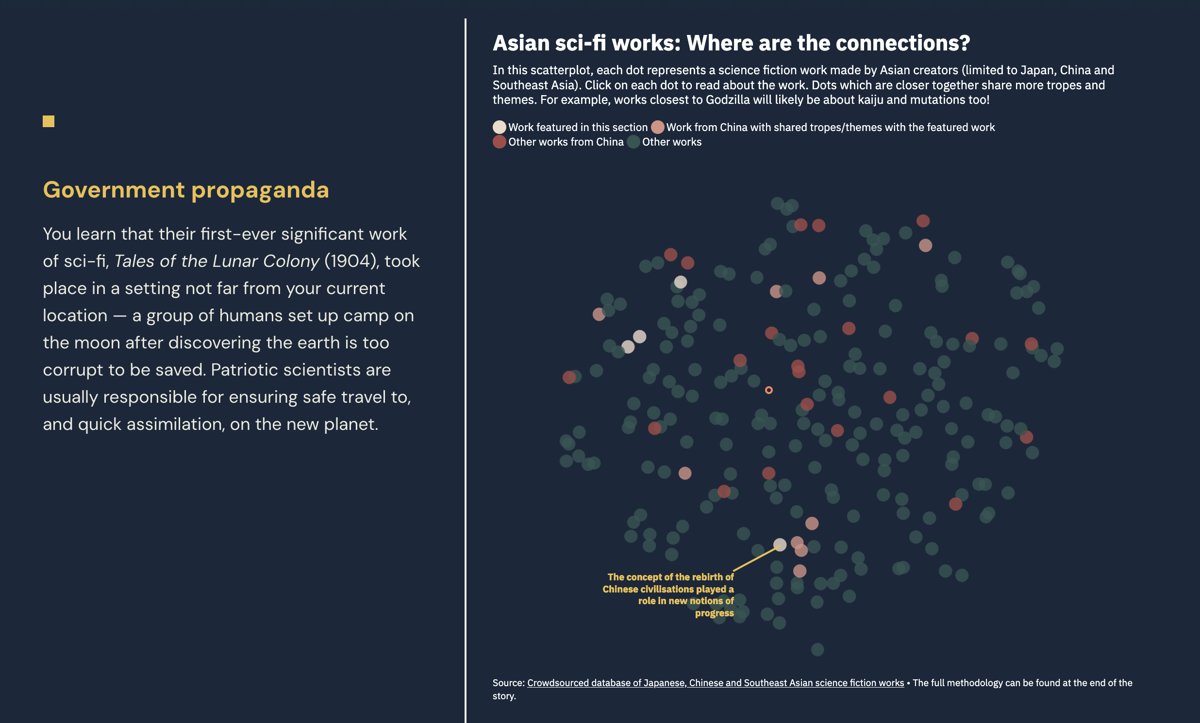 Government propaganda
You learn that their first-ever significant work
of sci-fi, Tales of the Lunar Colony (1904), took
place in a setting not far from your current
location — a group of humans set up camp on
the moon after discovering the earth is too
corrupt to be saved. Patriotic scientists are
usually responsible for ensuring safe travel to,
and quick assimilation, on the new planet.
Asian sci-fi works: Where are the connections?
In this scatterplot, each dot represents a science fiction work made by Asian creators (limited to Japan, China and
Southeast Asia). Click on each dot to read about the work. Dots which are closer together share more tropes and
themes. For example, works closest to Godzilla will likely be about kaiju and mutations too!
Work featured in this section Work from China with shared tropes/themes with the featured work
Other works from China Other works
The concept of the rebirth of
Chinese civilisations played a
role in new notions of
progress
Source: Crowdsourced database of Japanese, Chinese and Southeast Asian science fiction works • The full methodology can be found at the end of the
story.